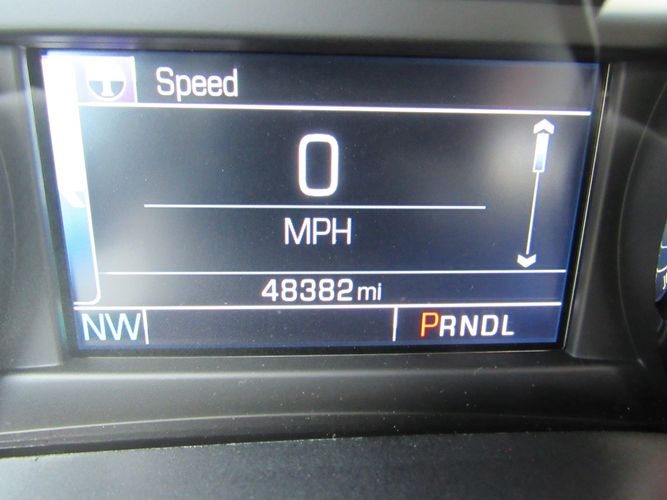 Speed
0
MPH
48382 mi
NW PRNDL